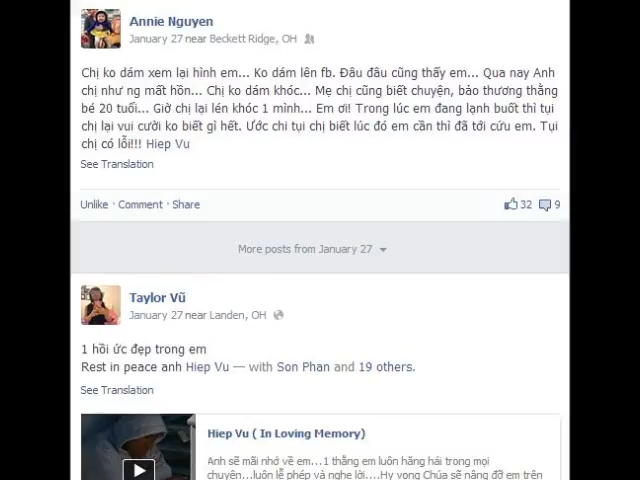 Annie Nguyen
January 27 near Beckett Ridge, OH
Chị ko dám xem lại hình em... Ko dám lên fb. Đâu đâu cũng thấy em... Qua nay Anh
chị như ng mất hồn... Chị ko dám khóc... Mẹ chị cũng biết chuyện, bảo thương thằng
bé 20 tuổi... Giờ chị lại lén khóc 1 mình... Em ơi! Trong lúc em đang lạnh buốt thì tụi
chị lại vui cười ko biết gì hết. Ước chi tụi chị biết lúc đó em cần thì đã tới cứu em. Tụi
chị có lỗi!!! Hiep Vu
See Translation
Unlike · Comment · Share
32 9
More posts from January 27
Taylor Vũ
January 27 near Landen, OH
1 hồi ức đẹp trong em
Rest in peace anh Hiep Vu — with Son Phan and 19 others.
See Translation
Hiep Vu ( In Loving Memory)
Anh sẽ mãi nhớ về em...1 thằng em luôn hăng hái trong mọi
chuyện...luôn lễ phép và nghe lời....Hy vọng Chúa sẽ nâng đỡ em trên